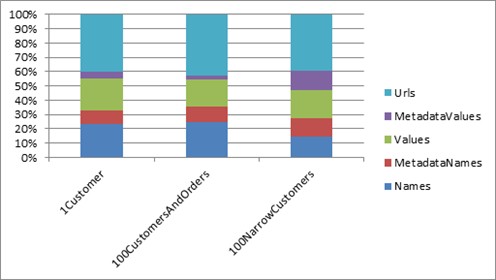 100%
90%
80%
70%
60%
50%
40%
30%
20%
10%
0%
1Customer
100CustomersAndOrders
100NarrowCustomers
Urls
MetadataValues
Values
MetadataNames
Names